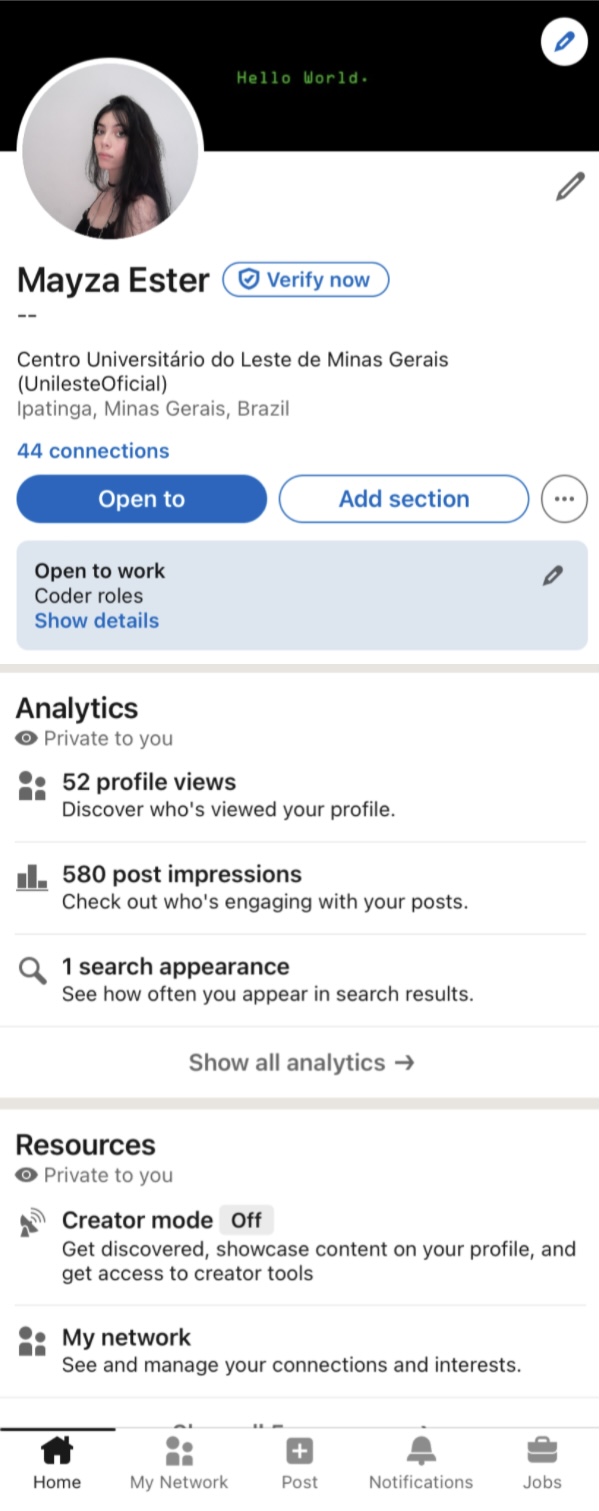 Hello World.
Mayza Ester Verify now
--
Centro Universitário do Leste de Minas Gerais
(UnilesteOficial)
Ipatinga, Minas Gerais, Brazil
44 connections
Open to Add section
Open to work
Coder roles
Show details
Analytics
Private to you
52 profile views
Discover who's viewed your profile.
580 post impressions
Check out who's engaging with your posts.
1 search appearance
See how often you appear in search results.
Show all analytics →
Resources
Private to you
Creator mode Off
Get discovered, showcase content on your profile, and
get access to creator tools
My network
See and manage your connections and interests.
Home My Network Post Notifications Jobs